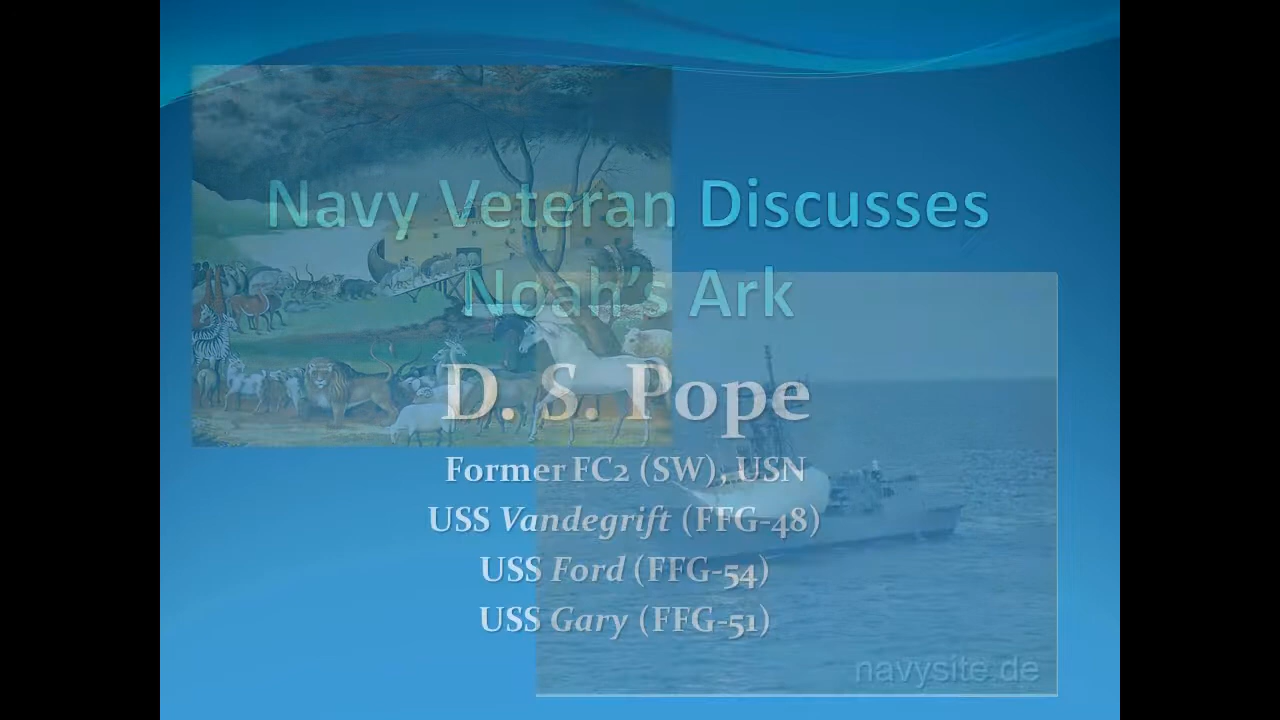 Navy Veteran Discusses
Noah's Ark
D. S. Pope
Former FC2 (SW), USN
USS Vandegrift (FFG-48)
USS Ford (FFG-54)
USS Gary (FFG-51)
navysite.de